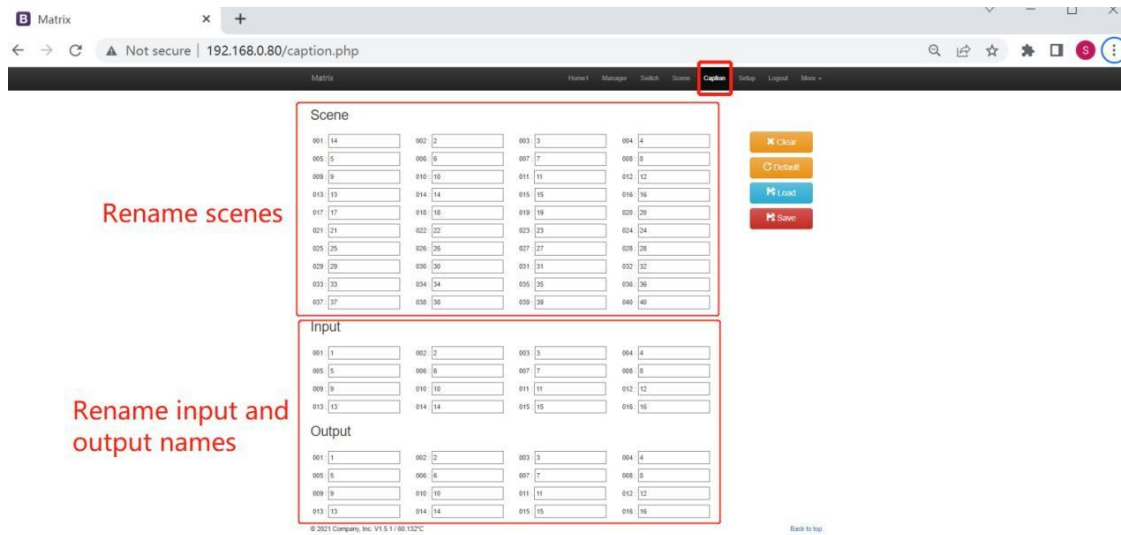 B Matrix
Not secure | 192.168.0.80/caption.php
S
Matrix Home1 Manager Switch Scene Caption Setup Logout More
Scene
001 : 14 002 : 2 003 : 3 004 : 4
005 : 5 006 : 6 007 : 7 008 : 8
009 : 9 010 : 10 011 : 11 012 : 12
013 : 13 014 : 14 015 : 15 016 : 16
017 : 17 018 : 18 019 : 19 020 : 20
021 : 21 022 : 22 023 : 23 024 : 24
025 : 25 026 : 26 027 : 27 028 : 28
029 : 29 030 : 30 031 : 31 032 : 32
033 : 33 034 : 34 035 : 35 036 : 36
037 : 37 038 : 38 039 : 39 040 : 40
Clear
Default
Load
Save
Rename scenes
Input
001 : 1 002 : 2 003 : 3 004 : 4
005 : 5 006 : 6 007 : 7 008 : 8
009 : 9 010 : 10 011 : 11 012 : 12
013 : 13 014 : 14 015 : 15 016 : 16
Rename input and
output names
Output
001 : 1 002 : 2 003 : 3 004 : 4
005 : 5 006 : 6 007 : 7 008 : 8
009 : 9 010 : 10 011 : 11 012 : 12
013 : 13 014 : 14 015 : 15 016 : 16
© 2021 Company, Inc. V1.5.1 / 60.132°C Back to top